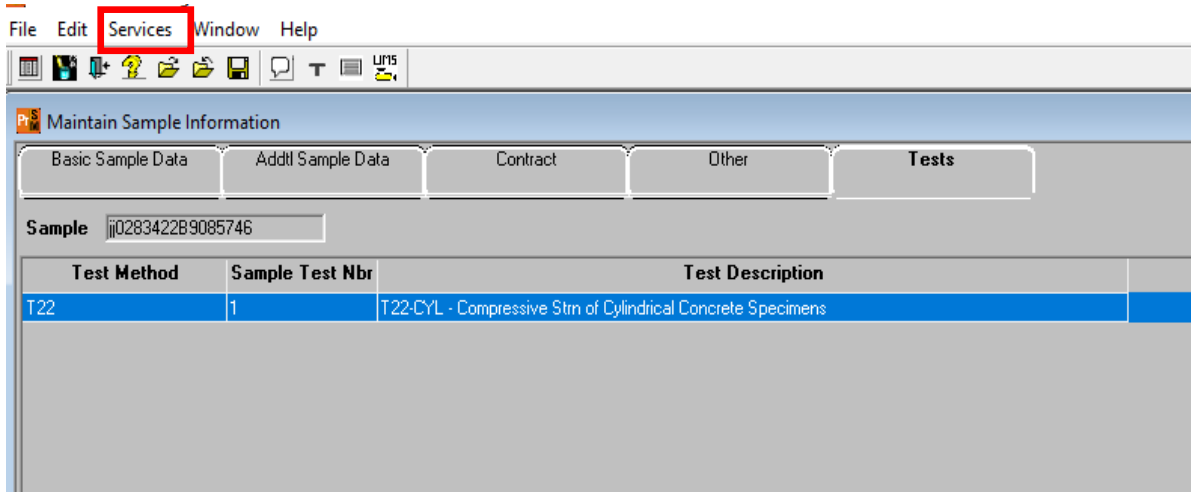 File Edit Services Window Help
LIMS
Maintain Sample Information
Basic Sample Data Addtl Sample Data Contract Other Tests
Sample jj0283422B9085746
Test Method Sample Test Nbr Test Description
T22 1 T22-CYL - Compressive Strn of Cylindrical Concrete Specimens